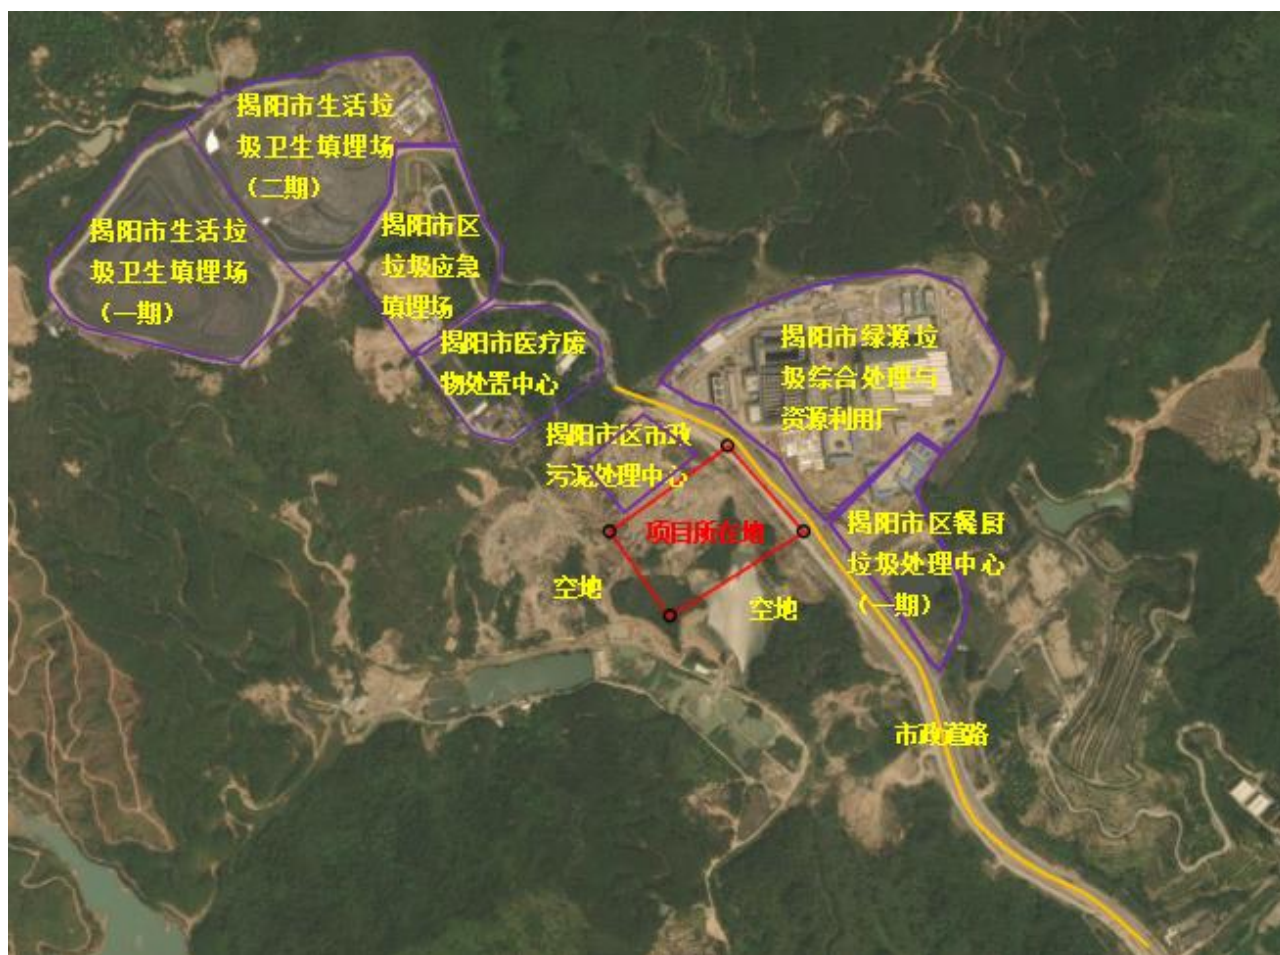 揭阳市生活垃
圾卫生填埋场
（二期）
揭阳市生活垃
圾卫生填埋场
（一期）
揭阳市区
垃圾应急
填埋场
揭阳市医疗废
物处置中心
揭阳市绿源垃
圾综合处理与
资源利用厂
揭阳市区市政
污泥处理中心
项目所在地
揭阳市区餐厨
垃圾处理中心
（一期）
空地
空地
市政道路